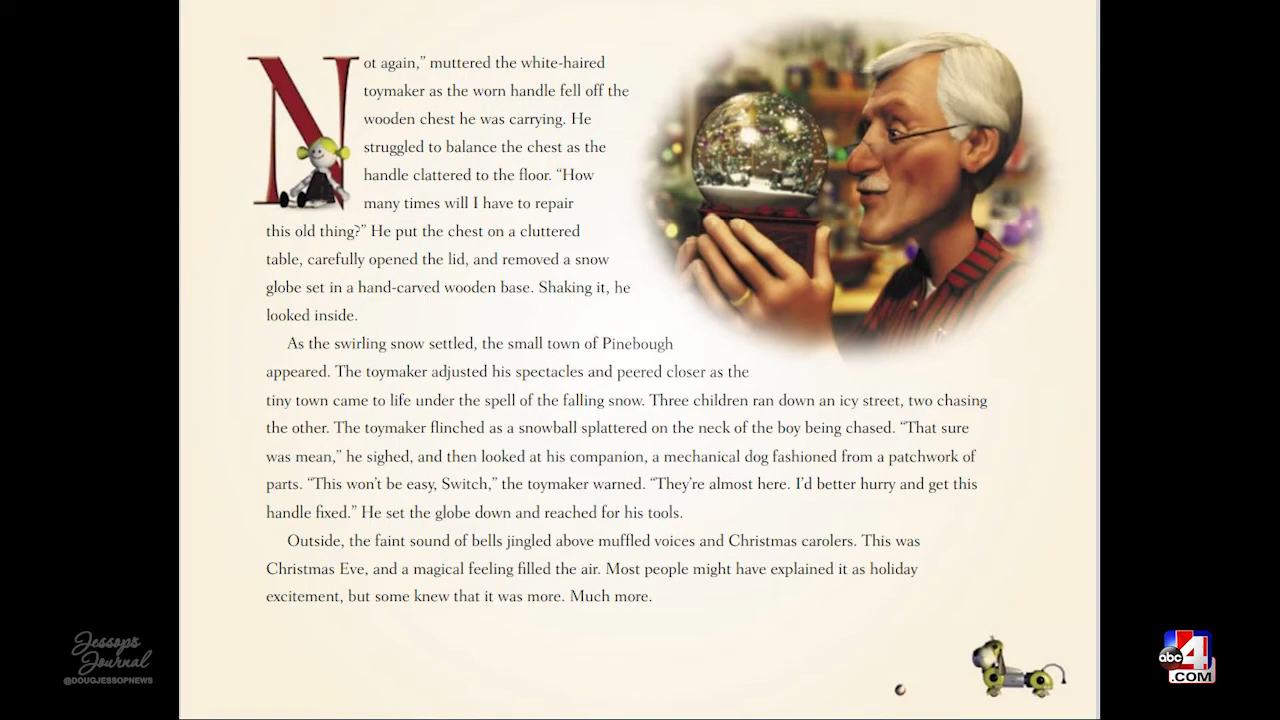 Not again,” muttered the white-haired
toymaker as the worn handle fell off the
wooden chest he was carrying. He
struggled to balance the chest as the
handle clattered to the floor. “How
many times will I have to repair
this old thing?” He put the chest on a cluttered
table, carefully opened the lid, and removed a snow
globe set in a hand-carved wooden base. Shaking it, he
looked inside.
As the swirling snow settled, the small town of Pinebough
appeared. The toymaker adjusted his spectacles and peered closer as the
tiny town came to life under the spell of the falling snow. Three children ran down an icy street, two chasing
the other. The toymaker flinched as a snowball splattered on the neck of the boy being chased. “That sure
was mean,” he sighed, and then looked at his companion, a mechanical dog fashioned from a patchwork of
parts. “This won’t be easy, Switch,” the toymaker warned. “They’re almost here. I’d better hurry and get this
handle fixed.” He set the globe down and reached for his tools.
Outside, the faint sound of bells jingled above muffled voices and Christmas carolers. This was
Christmas Eve, and a magical feeling filled the air. Most people might have explained it as holiday
excitement, but some knew that it was more. Much more.
Jessop's
Journal
@DOUGJESSOPNEWS
abc 4
.COM